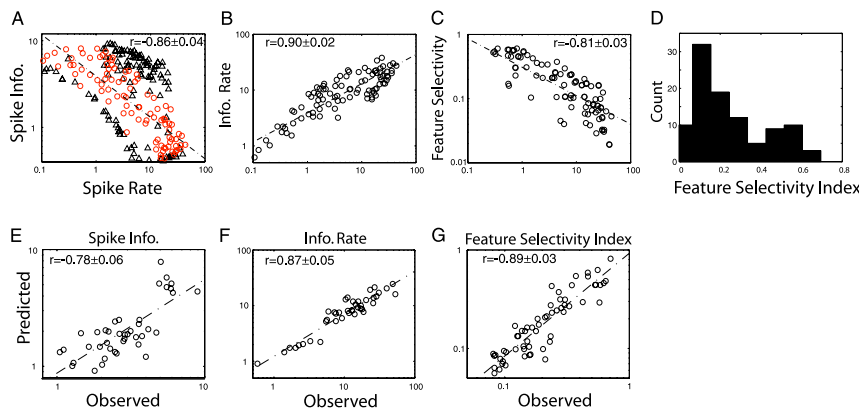 A
r=-0.86±0.04
Spike Info.
10
1
0.1
1
10
100
Spike Rate
B
r=0.90±0.02
Info. Rate
100
10
1
0.1
1
10
100
C
r=-0.81±0.03
Feature Selectivity
1
0.1
0.01
0.1
1
10
100
D
Count
30
20
10
0
0
0.2
0.4
0.6
0.8
Feature Selectivity Index
E
Spike Info.
r=-0.78±0.06
Predicted
10
1
1
10
Observed
F
Info. Rate
r=0.87±0.05
100
10
1
10
100
Observed
G
Feature Selectivity Index
r=-0.89±0.03
1
0.1
0.1
1
Observed